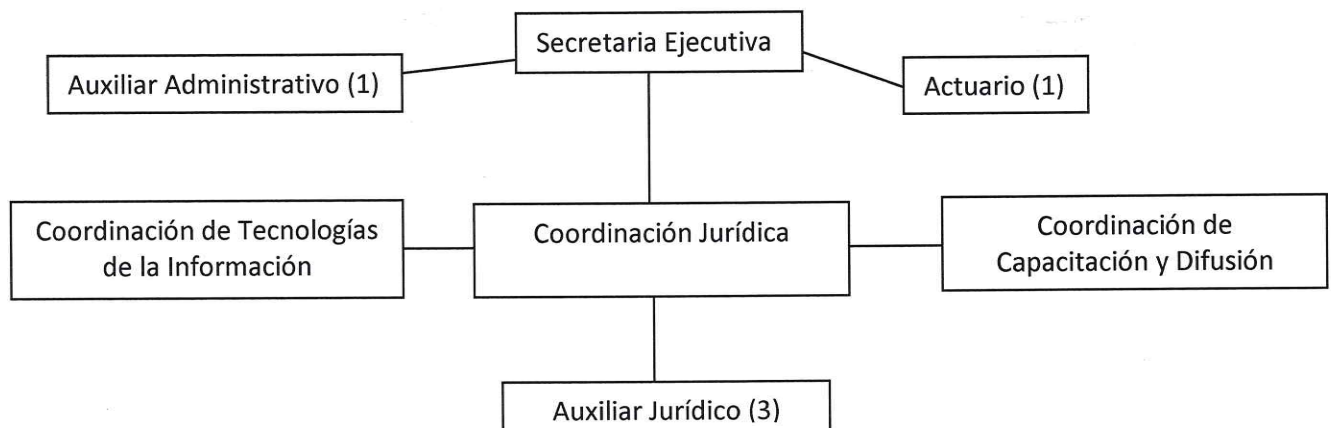 Secretaria Ejecutiva
Auxiliar Administrativo (1)
Actuario (1)
Coordinación de Tecnologías
de la Información
Coordinación Jurídica
Coordinación de
Capacitación y Difusión
Auxiliar Jurídico (3)